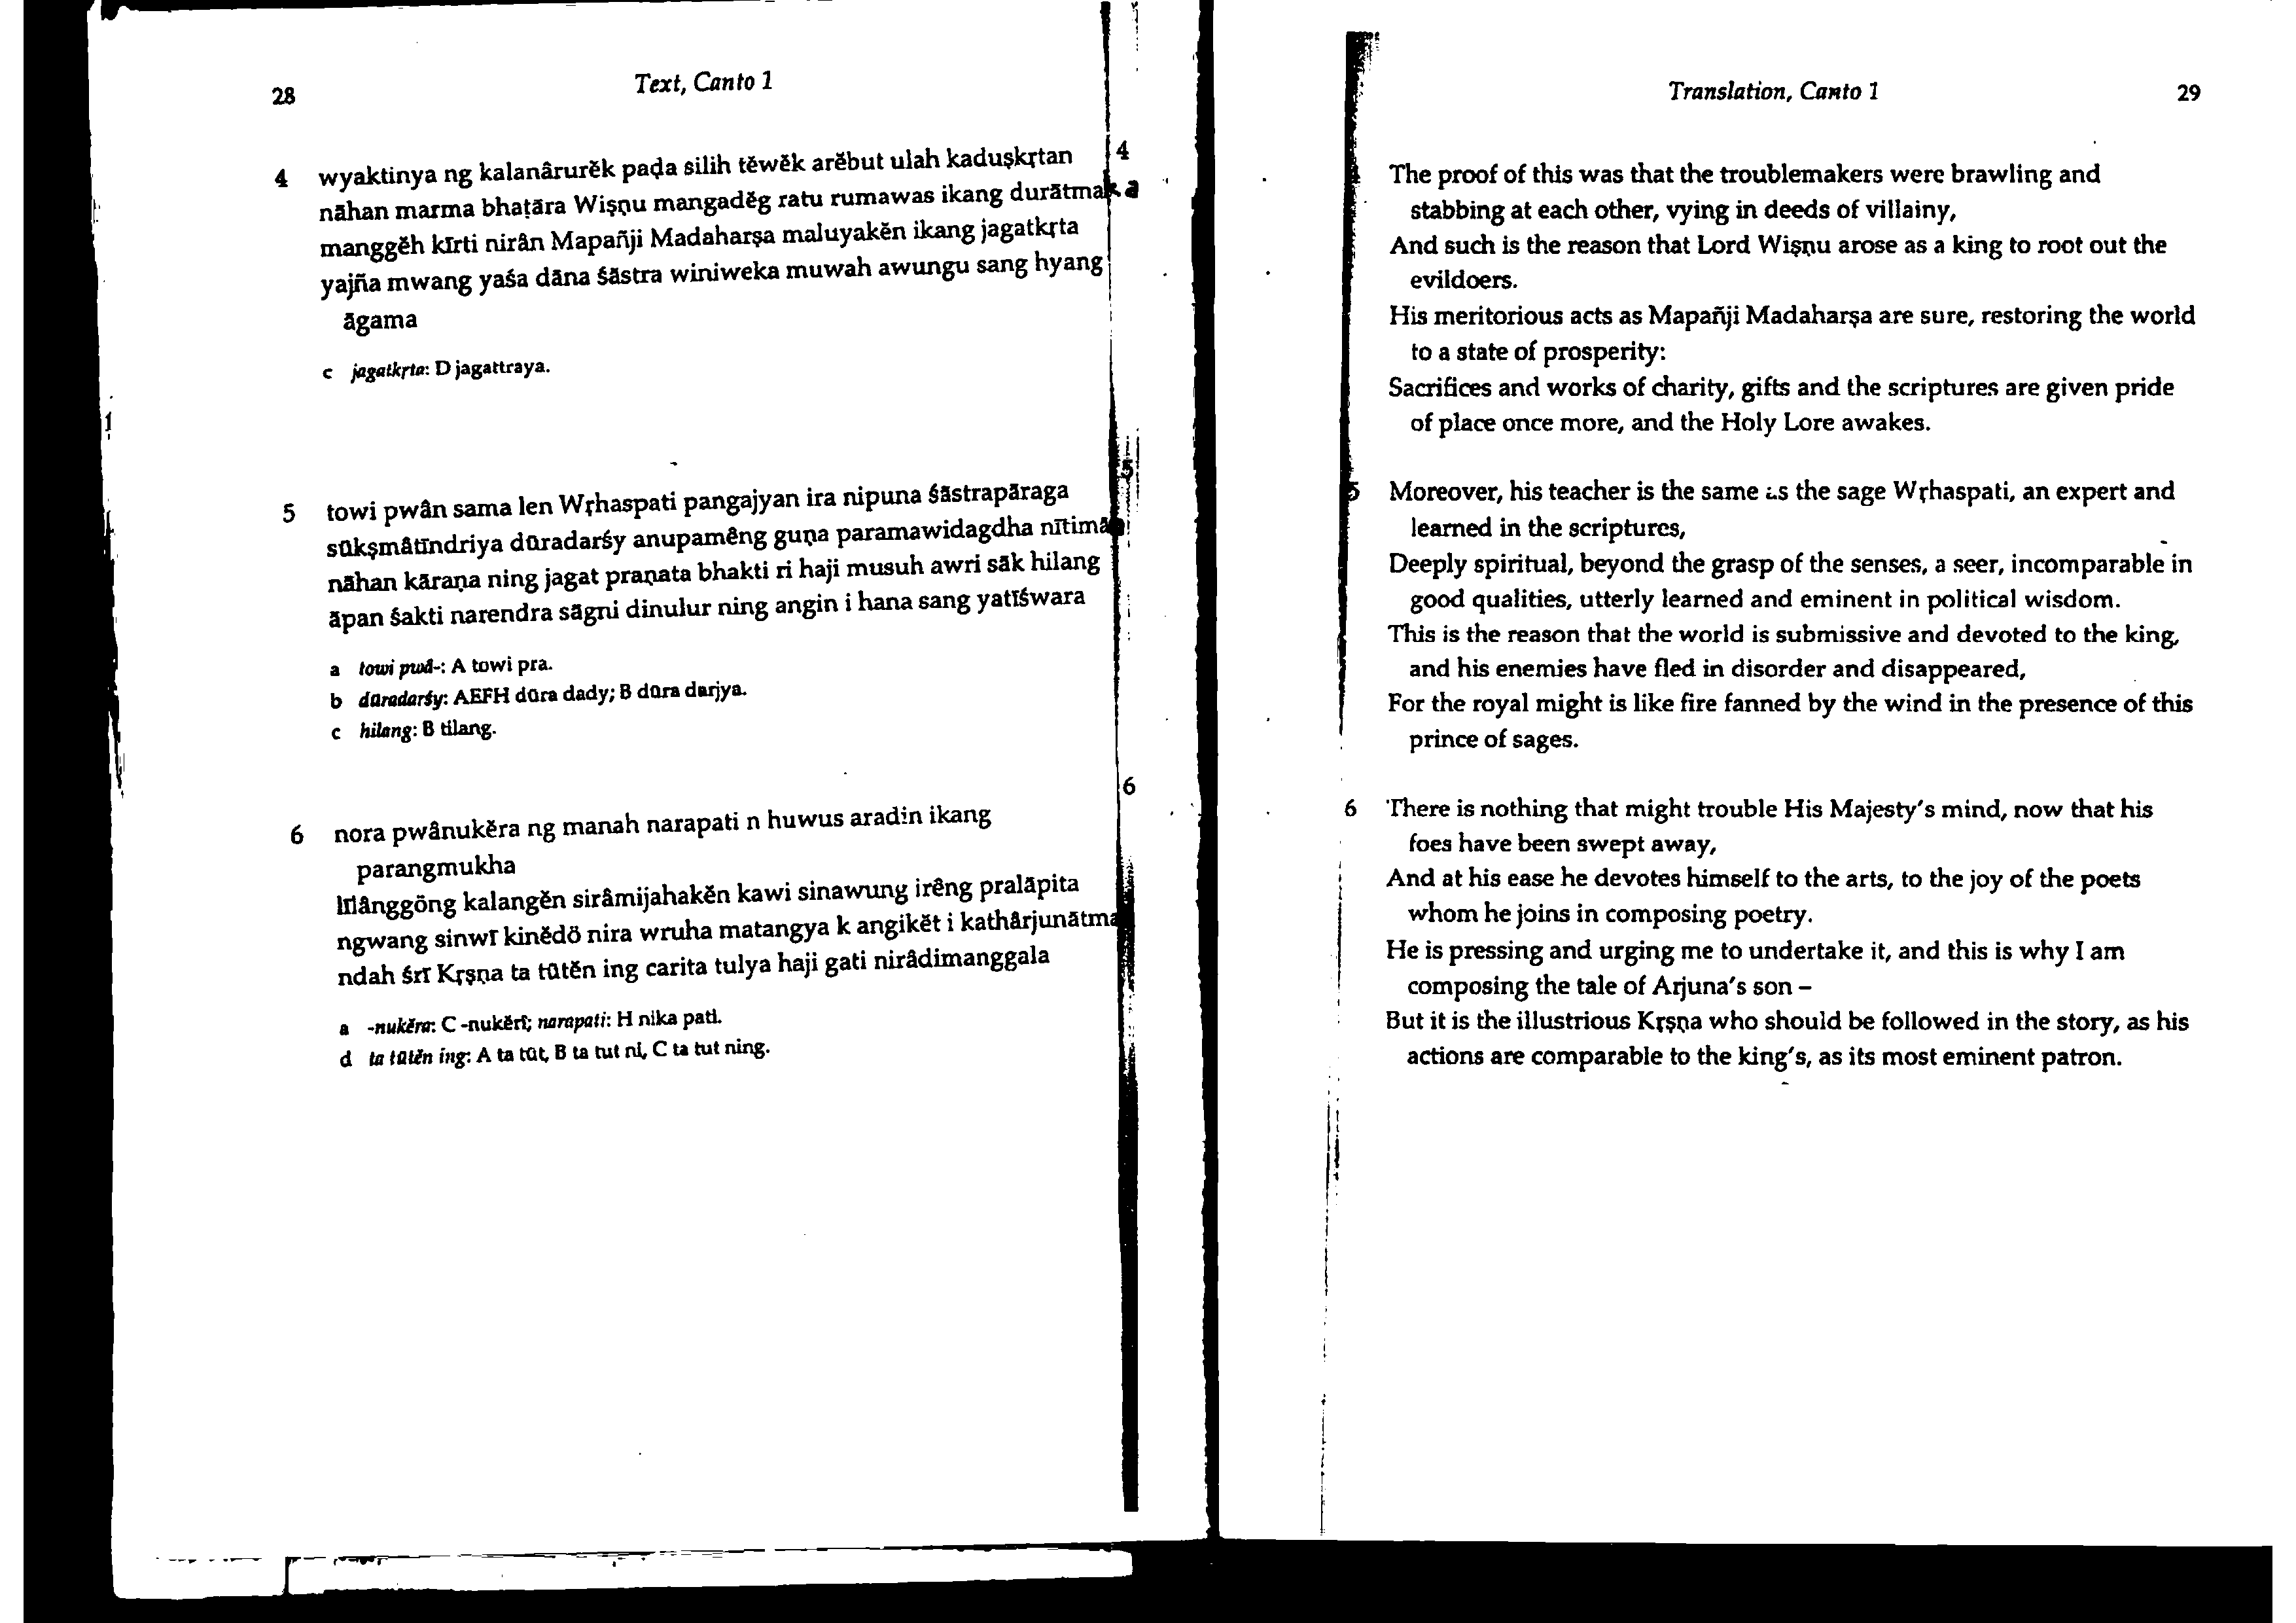 28
Text, Canto 1
4 wyaktinya ng kalanârurĕk paḍa silih tĕwĕk arĕbut ulah kaduṣkṛtan
nāhan marma bhaṭāra Wiṣṇu mangadĕg ratu rumawas ikang durātmaka
manggĕh kīrti nirân Mapañji Madaharṣa maluyakĕn ikang jagatkṛta
yajña mwang yaśa dāna śāstra winiweka muwah awungu sang hyang
āgama
c jagatkṛta: D jagattraya.
5 towi pwân sama len Wṛhaspati pangajyan ira nipuna śāstrapāraga
sūkṣmâtīndriya dūradarśy anupamêng guṇa paramawidagdha
nāhan kāraṇa ning jagat praṇata bhakti ri haji musuh awri sāk hilang
āpan śakti narendra sāgni dinulur ning angin i hana sang yatīśwara
a towi pwâ-: A towi pra.
b dūradarśy: AEFH dūra dady; B dūra darjya.
c hilang: B tilang.
6 nora pwânukĕra ng manah narapati n huwus aradin ikang
parangmukha
līlânggöng kalangĕn sirâmijahakĕn kawi sinawung irêng pralāpita
ngwang sinwī kinĕdö nira wruha matangya k angikĕt i kathârjunātma
ndah śrī Kṛṣṇa ta tūtĕn ing carita tulya haji gati nirâdimanggala
a -nukĕra: C -nukĕrī; narapati: H nika pati.
d ta tūtĕn ing: A ta tūt, B ta tut ni, C ta tut ning.
4
5
6
Translation, Canto 1
29
The proof of this was that the troublemakers were brawling and
stabbing at each other, vying in deeds of villainy,
And such is the reason that Lord Wiṣṇu arose as a king to root out the
evildoers.
His meritorious acts as Mapañji Madaharṣa are sure, restoring the world
to a state of prosperity:
Sacrifices and works of charity, gifts and the scriptures are given pride
of place once more, and the Holy Lore awakes.
5 Moreover, his teacher is the same as the sage Wṛhaspati, an expert and
learned in the scriptures,
Deeply spiritual, beyond the grasp of the senses, a seer, incomparable in
good qualities, utterly learned and eminent in political wisdom.
This is the reason that the world is submissive and devoted to the king,
and his enemies have fled in disorder and disappeared,
For the royal might is like fire fanned by the wind in the presence of this
prince of sages.
6 There is nothing that might trouble His Majesty's mind, now that his
foes have been swept away,
And at his ease he devotes himself to the arts, to the joy of the poets
whom he joins in composing poetry.
He is pressing and urging me to undertake it, and this is why I am
composing the tale of Arjuna's son –
But it is the illustrious Kṛṣṇa who should be followed in the story, as his
actions are comparable to the king's, as its most eminent patron.